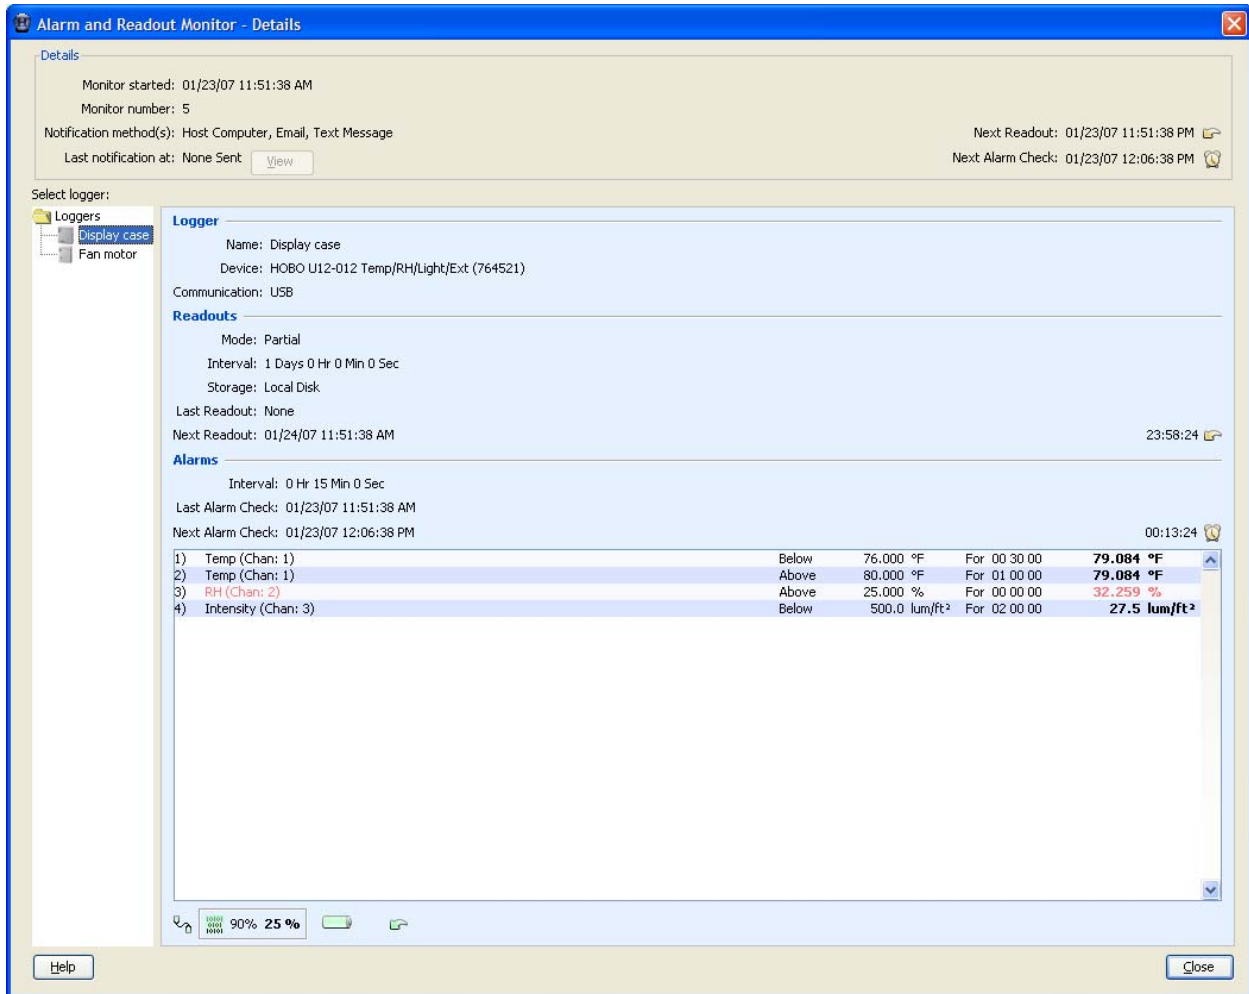 Alarm and Readout Monitor - Details
Details
Monitor started: 01/23/07 11:51:38 AM
Monitor number: 5
Notification method(s): Host Computer, Email, Text Message
Next Readout: 01/23/07 11:51:38 PM
Last notification at: None Sent View
Next Alarm Check: 01/23/07 12:06:38 PM
Select logger:
Loggers
Display case
Fan motor
Logger
Name: Display case
Device: HOBO U12-012 Temp/RH/Light/Ext (764521)
Communication: USB
Readouts
Mode: Partial
Interval: 1 Days 0 Hr 0 Min 0 Sec
Storage: Local Disk
Last Readout: None
Next Readout: 01/24/07 11:51:38 AM 23:58:24
Alarms
Interval: 0 Hr 15 Min 0 Sec
Last Alarm Check: 01/23/07 11:51:38 AM
Next Alarm Check: 01/23/07 12:06:38 PM 00:13:24
1) Temp (Chan: 1) Below 76.000 °F For 00 30 00 79.084 °F
2) Temp (Chan: 1) Above 80.000 °F For 01 00 00 79.084 °F
3) RH (Chan: 2) Above 25.000 % For 00 00 00 32.259 %
4) Intensity (Chan: 3) Below 500.0 lum/ft² For 02 00 00 27.5 lum/ft²
90% 25 %
Help
Close